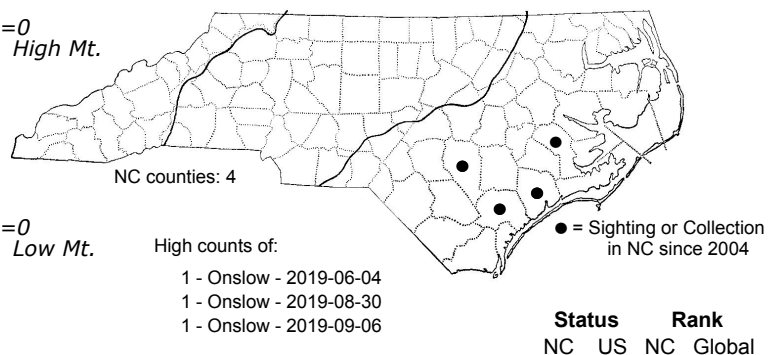 =0
High Mt.
NC counties: 4
=0
Low Mt.
High counts of:
1 - Onslow - 2019-06-04
1 - Onslow - 2019-08-30
1 - Onslow - 2019-09-06
● = Sighting or Collection
in NC since 2004
Status Rank
NC US NC Global